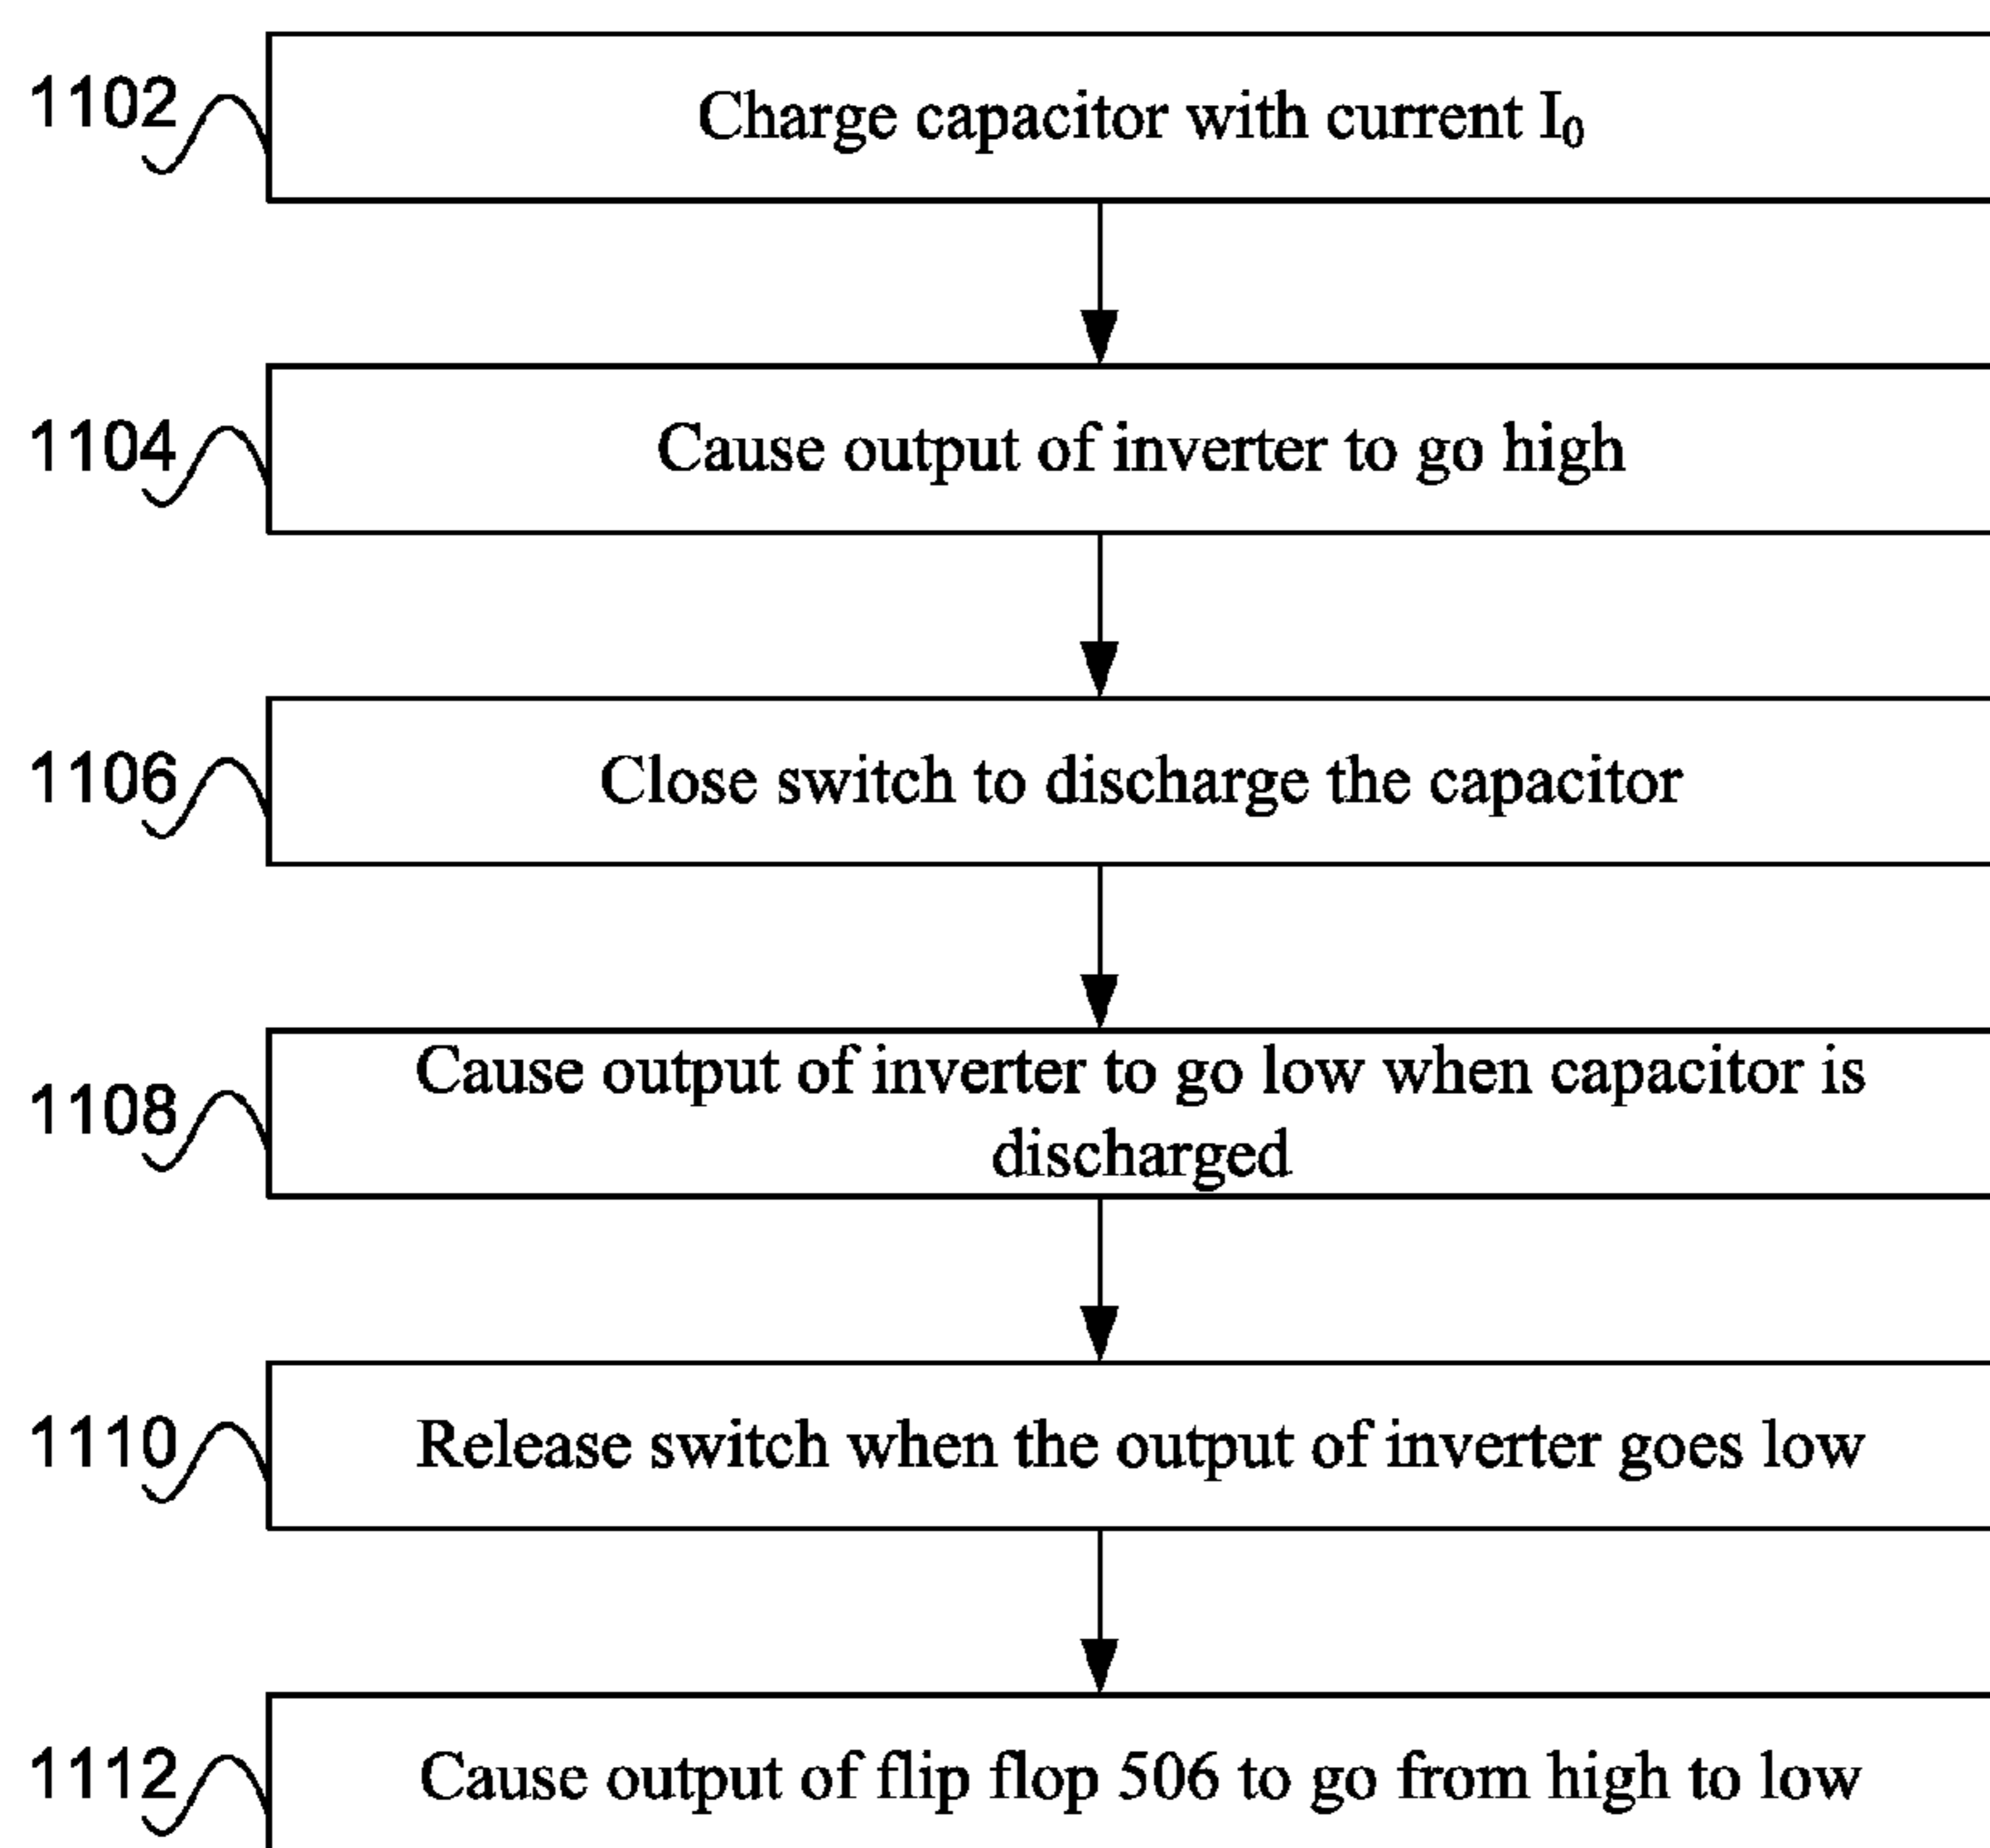 1102
Charge capacitor with current I₀
1104
Cause output of inverter to go high
1106
Close switch to discharge the capacitor
1108
Cause output of inverter to go low when capacitor is
discharged
1110
Release switch when the output of inverter goes low
1112
Cause output of flip flop 506 to go from high to low